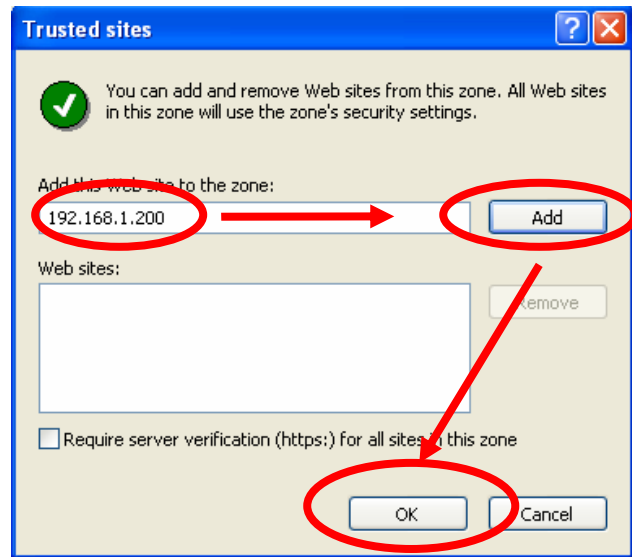 Trusted sites
You can add and remove Web sites from this zone. All Web sites
in this zone will use the zone's security settings.
Add this Web site to the zone:
192.168.1.200
Add
Web sites:
Remove
Require server verification (https:) for all sites in this zone
OK
Cancel